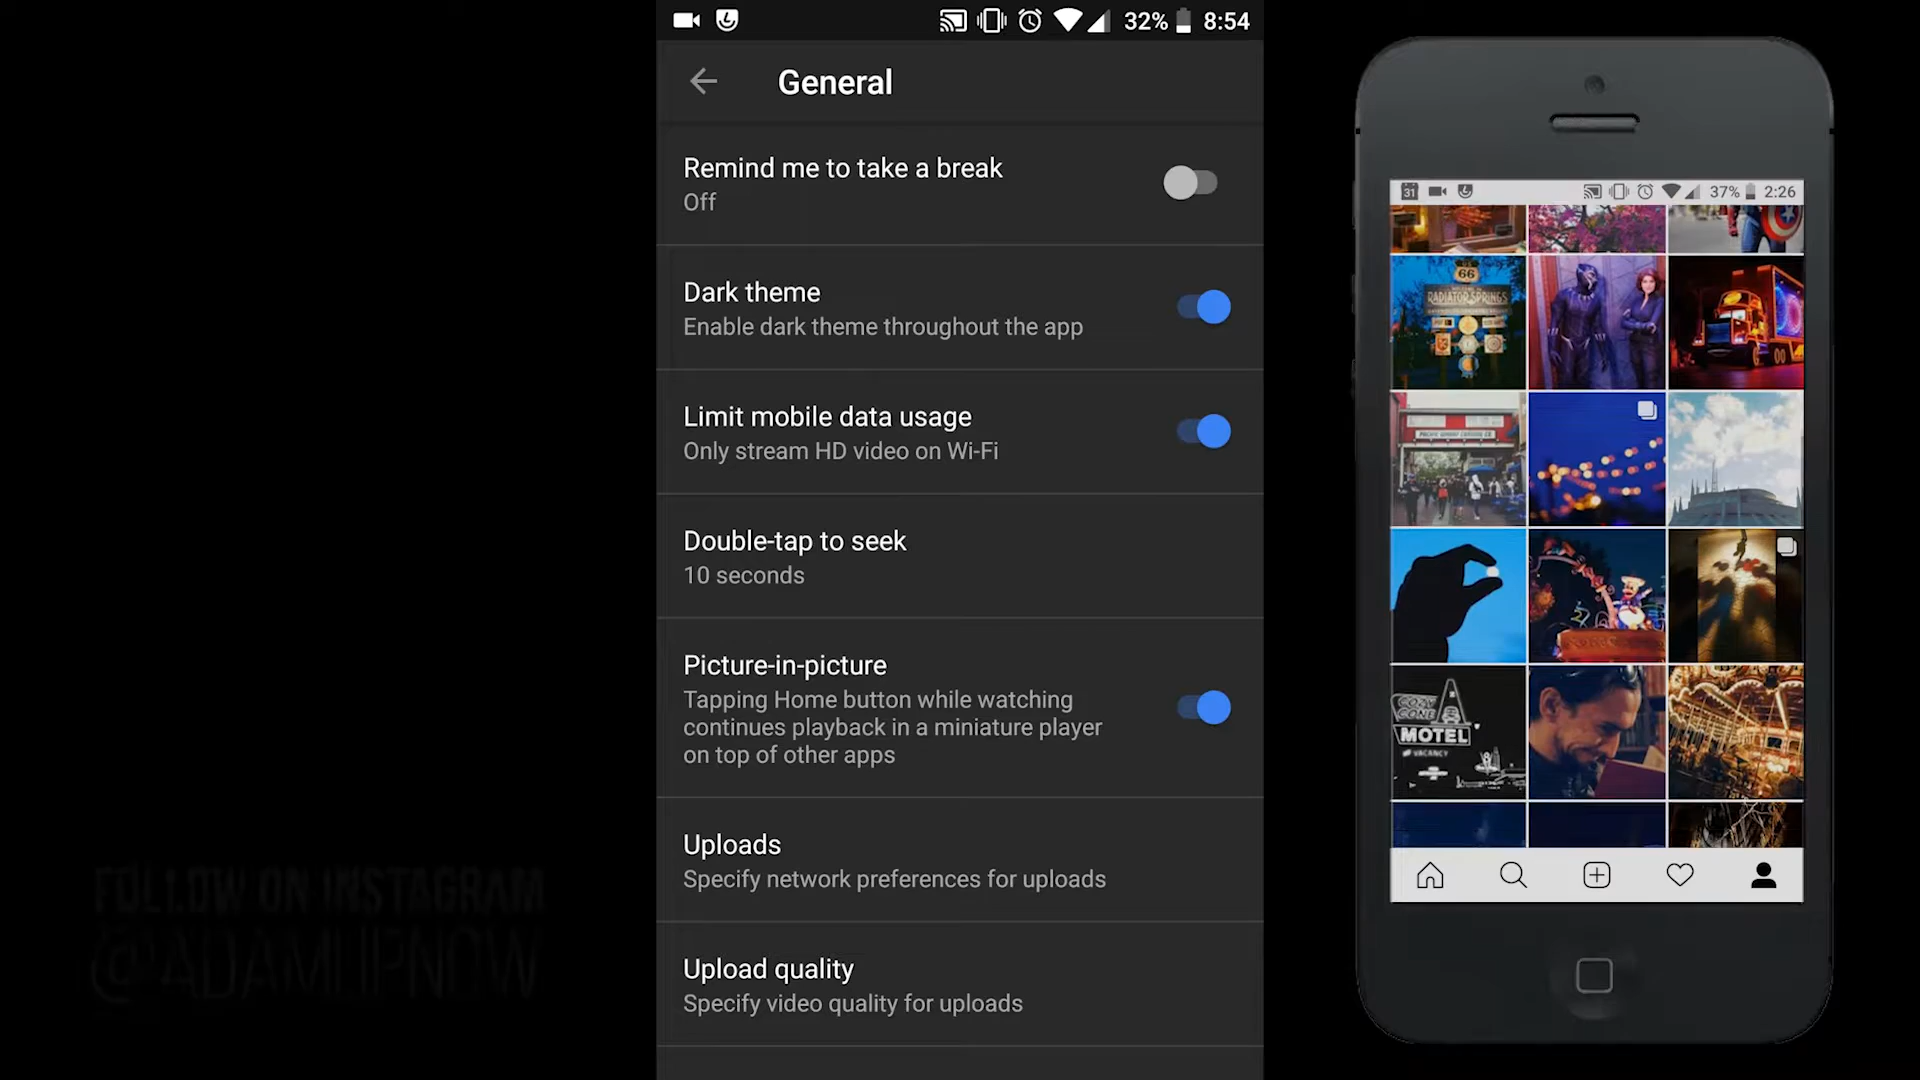 32% 8:54
General
Remind me to take a break
Off
Dark theme
Enable dark theme throughout the app
Limit mobile data usage
Only stream HD video on Wi-Fi
Double-tap to seek
10 seconds
Picture-in-picture
Tapping Home button while watching
continues playback in a miniature player
on top of other apps
Uploads
Specify network preferences for uploads
Upload quality
Specify video quality for uploads
FOLLOW ON INSTAGRAM
31 37% 2:26
66
RADIATOR SPRINGS
COZY
CONE
MOTEL
VACANCY